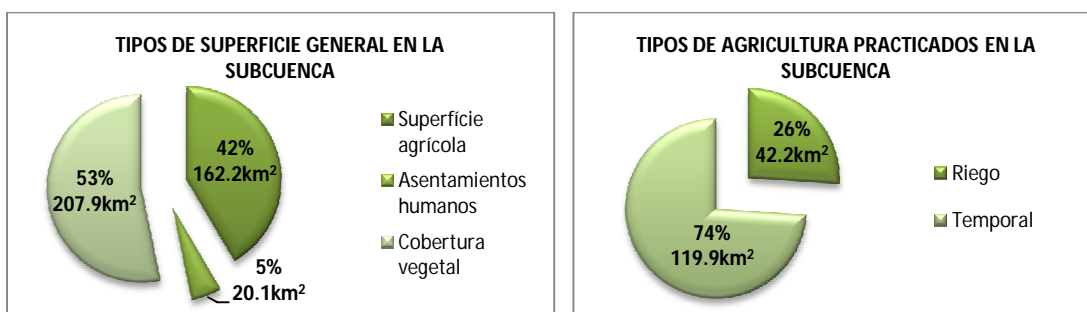 TIPOS DE SUPERFICIE GENERAL EN LA
SUBCUENCA
42%
162.2km²
53%
207.9km²
5%
20.1km²
Superfície
agrícola
Asentamientos
humanos
Cobertura
vegetal
TIPOS DE AGRICULTURA PRACTICADOS EN LA
SUBCUENCA
26%
42.2km²
74%
119.9km²
Riego
Temporal